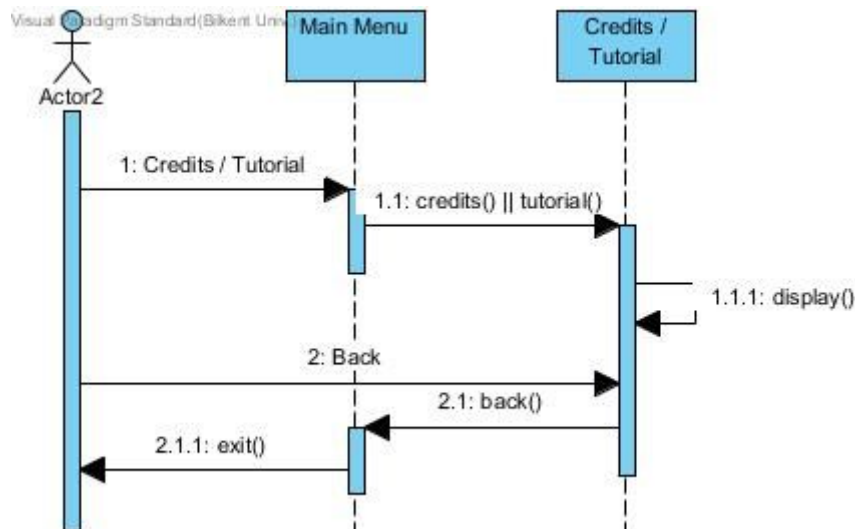 Visual Paradigm Standard(Bilkent Univ.
Main Menu
Credits /
Tutorial
Actor2
1: Credits / Tutorial
1.1: credits() || tutorial()
1.1.1: display()
2: Back
2.1: back()
2.1.1: exit()